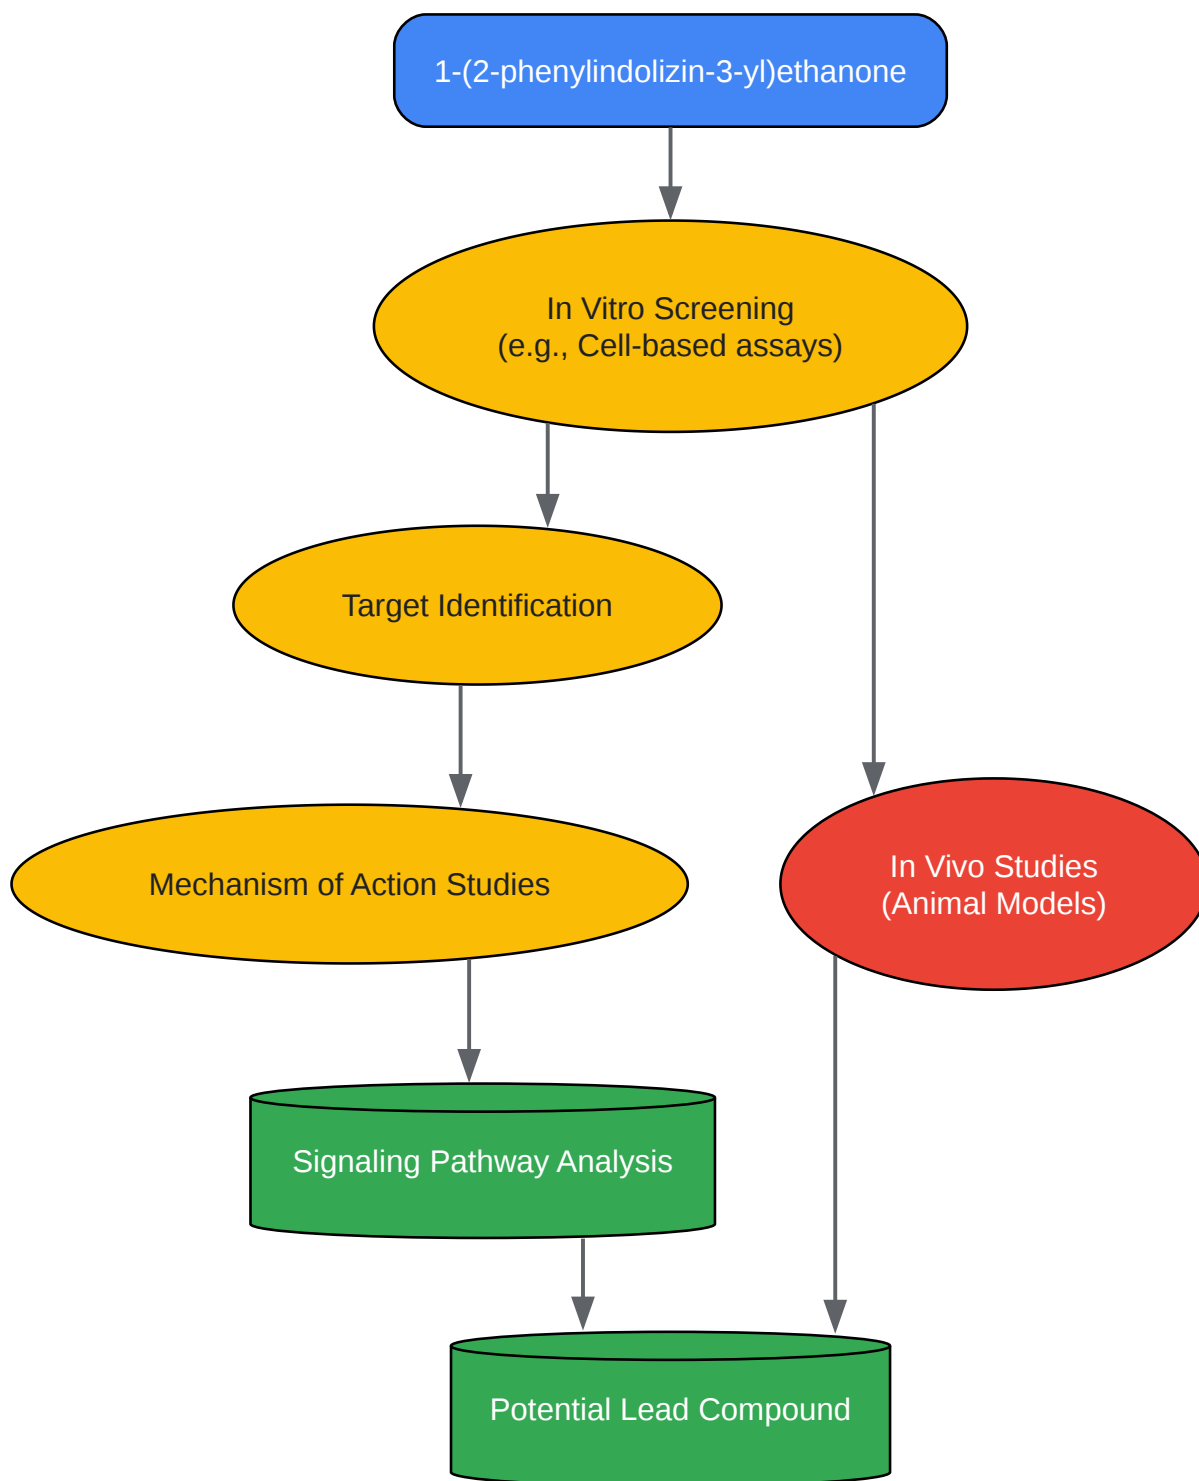 1-(2-phenylindolizin-3-yl)ethanone
In Vitro Screening
(e.g., Cell-based assays)
Target Identification
Mechanism of Action Studies
In Vivo Studies
(Animal Models)
Signaling Pathway Analysis
Potential Lead Compound